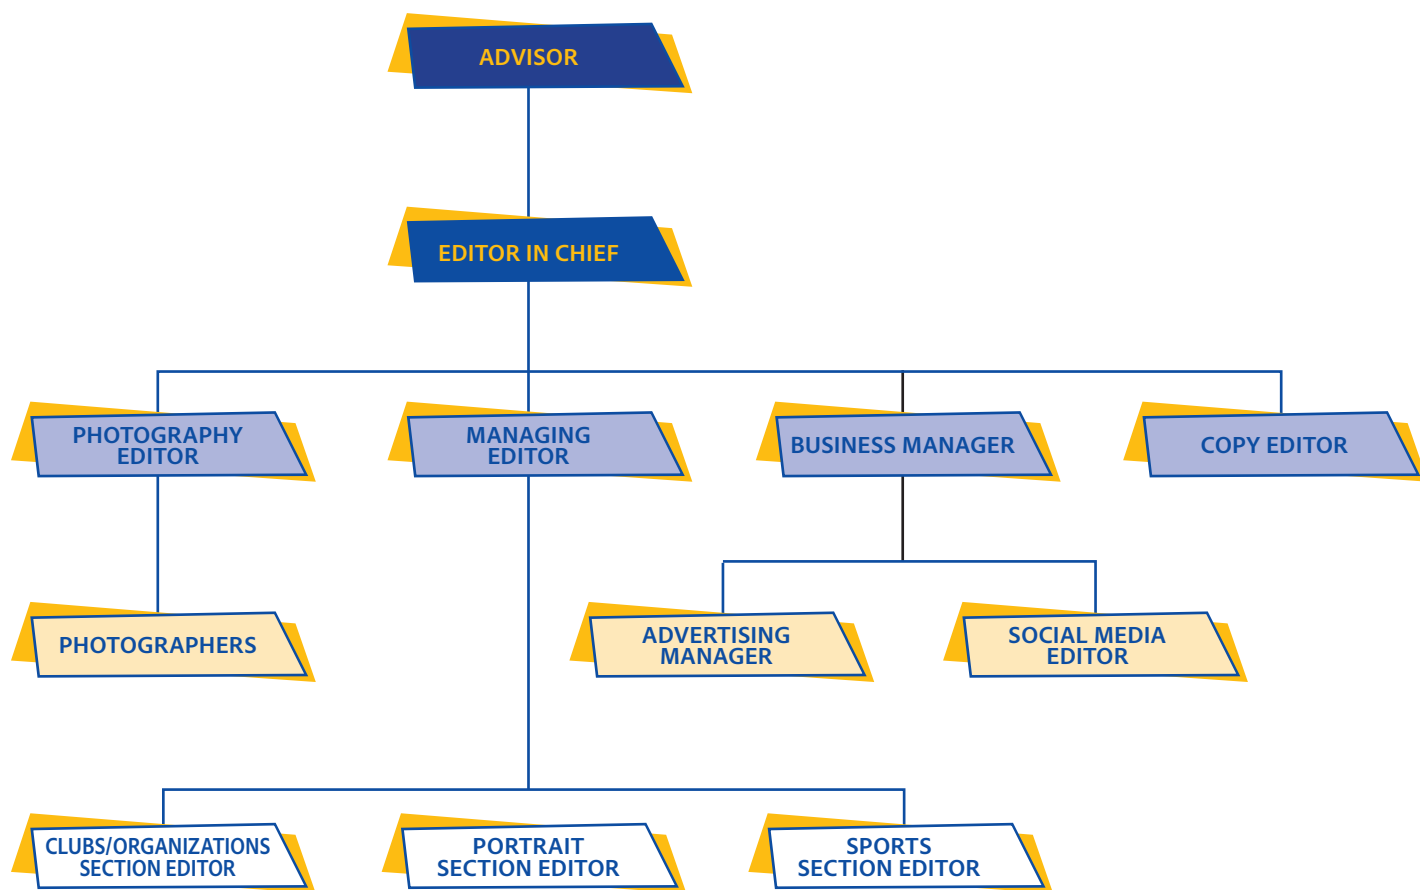 ADVISOR
EDITOR IN CHIEF
PHOTOGRAPHY
EDITOR
MANAGING
EDITOR
BUSINESS MANAGER
COPY EDITOR
PHOTOGRAPHERS
ADVERTISING
MANAGER
SOCIAL MEDIA
EDITOR
CLUBS/ORGANIZATIONS
SECTION EDITOR
PORTRAIT
SECTION EDITOR
SPORTS
SECTION EDITOR